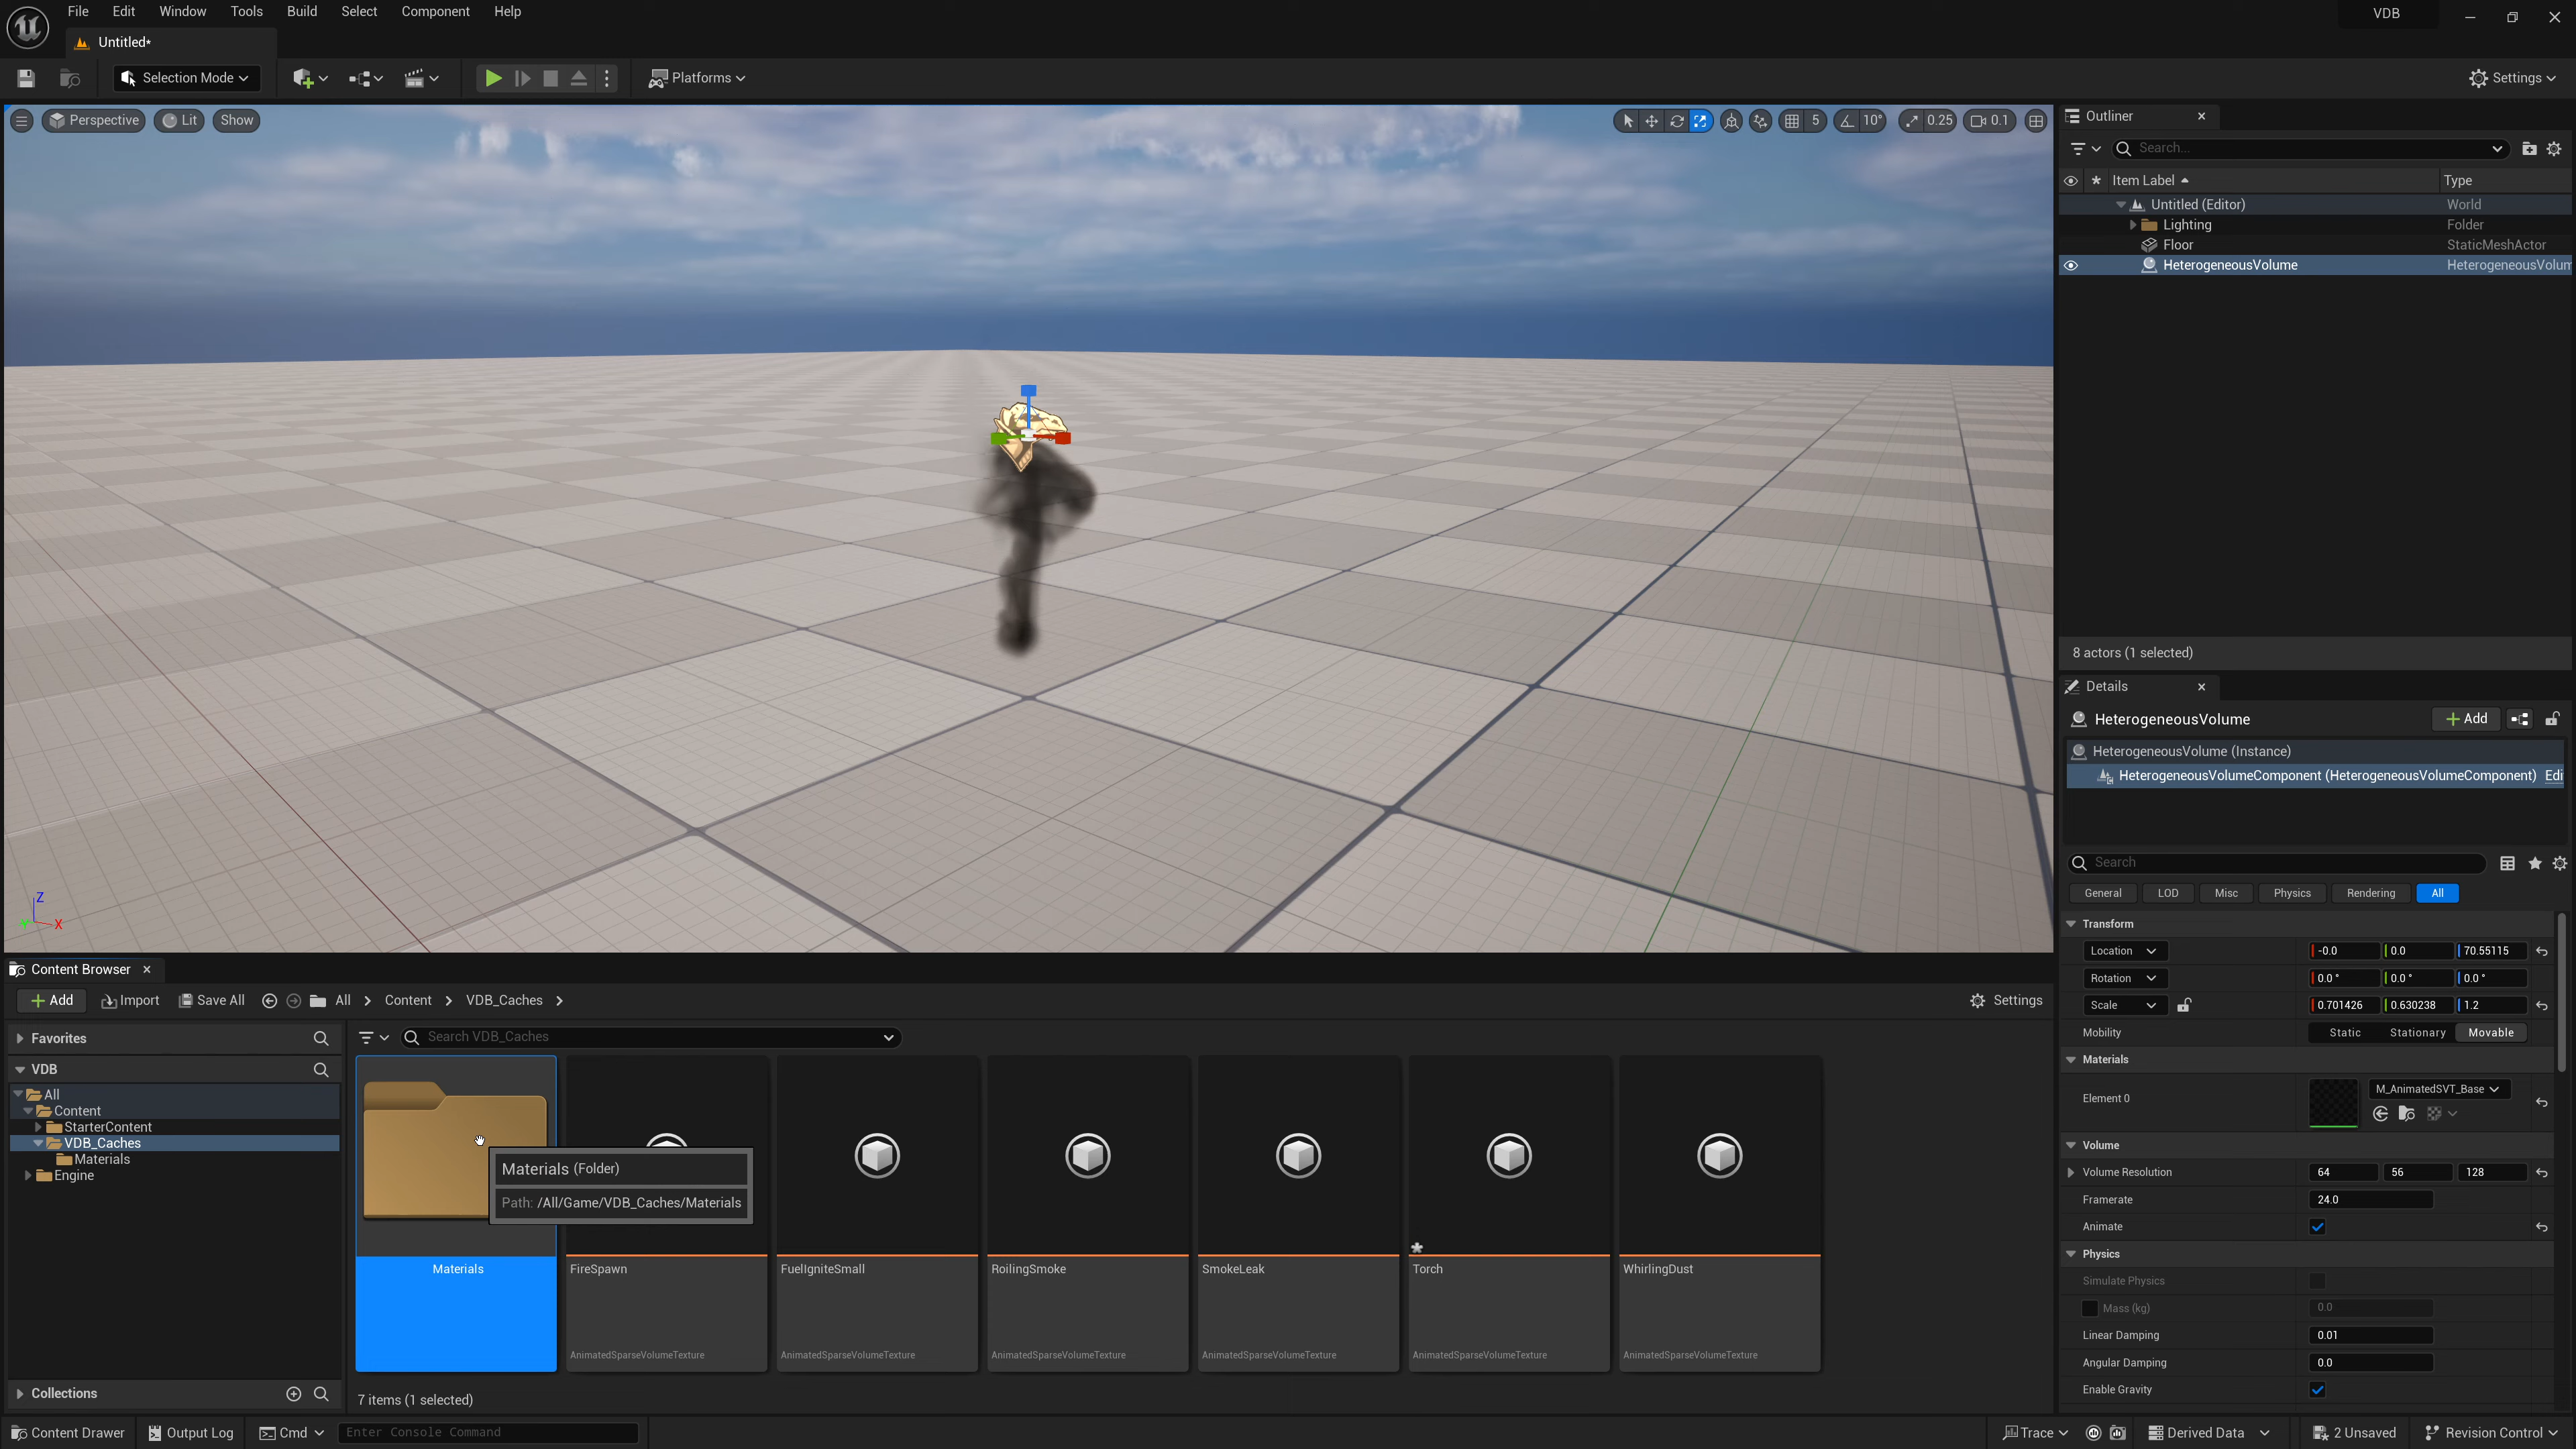 File Edit Window Tools Build Select Component Help
VDB
Untitled*
Selection Mode
Platforms
Settings
Perspective Lit Show
5 10° 0.25 0.1
Outliner
Search...
Item Label Type
Untitled (Editor) World
Lighting Folder
Floor StaticMeshActor
HeterogeneousVolume HeterogeneousVolum
8 actors (1 selected)
Details
HeterogeneousVolume
Add
HeterogeneousVolume (Instance)
HeterogeneousVolumeComponent (HeterogeneousVolumeComponent) Edi
Search
General LOD Misc Physics Rendering All
Transform
Location -0.0 0.0 70.55115
Rotation 0.0 ° 0.0 ° 0.0 °
Scale 0.701426 0.630238 1.2
Mobility Static Stationary Movable
Materials
Element 0 M_AnimatedSVT_Base
Volume
Volume Resolution 64 56 128
Framerate 24.0
Animate
Physics
Simulate Physics
Mass (kg) 0.0
Linear Damping 0.01
Angular Damping 0.0
Enable Gravity
Z
Y X
Content Browser
Add Import Save All All Content VDB_Caches
Settings
Favorites
Search VDB_Caches
VDB
All
Content
StarterContent
VDB_Caches
Materials
Engine
Materials (Folder)
Path: /All/Game/VDB_Caches/Materials
Materials FireSpawn FuelIgniteSmall RoilingSmoke SmokeLeak Torch WhirlingDust
AnimatedSparseVolumeTexture AnimatedSparseVolumeTexture AnimatedSparseVolumeTexture AnimatedSparseVolumeTexture AnimatedSparseVolumeTexture AnimatedSparseVolumeTexture
Collections
7 items (1 selected)
Content Drawer Output Log Cmd Enter Console Command
Trace Derived Data 2 Unsaved Revision Control